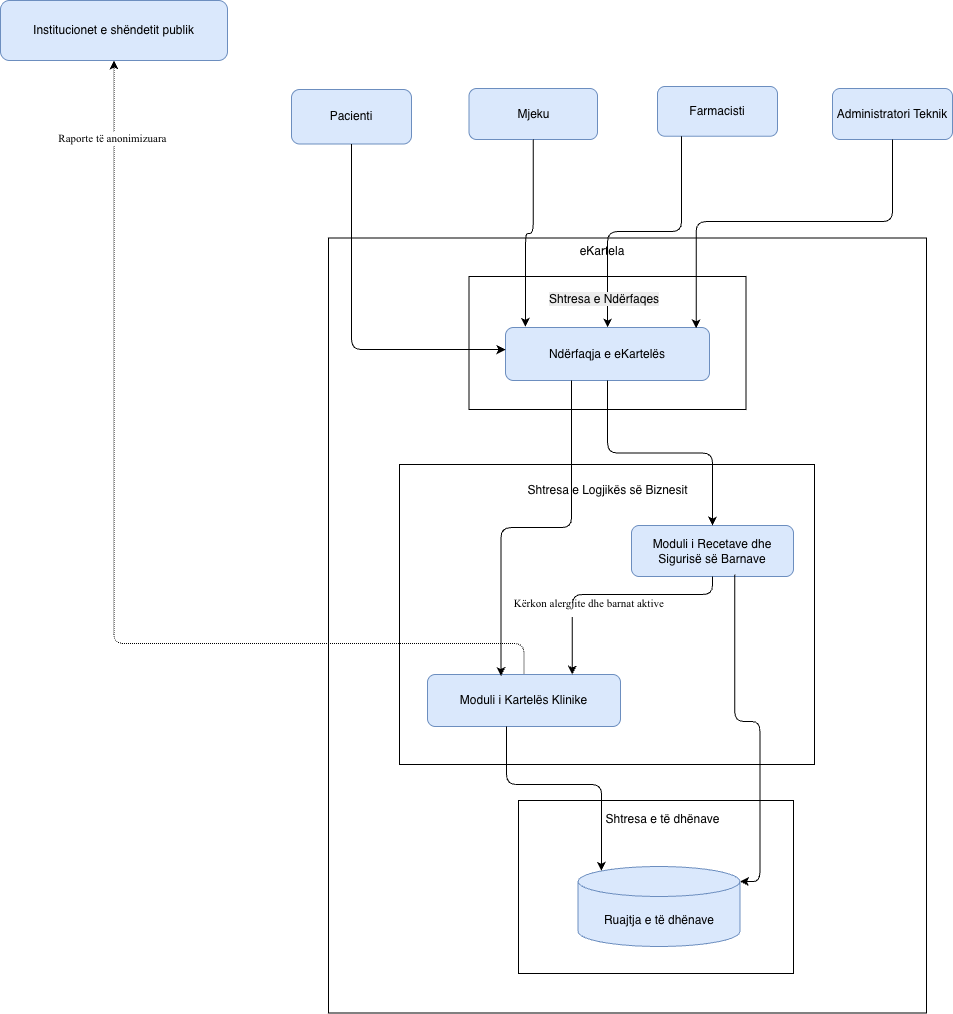 Institucionet e shëndetit publik
Pacienti
Mjeku
Farmacisti
Administratori Teknik
Raporte të anonimizuara
eKartela
Shtresa e Ndërfaqes
Ndërfaqja e eKartelës
Shtresa e Logjikës së Biznesit
Moduli i Recetave dhe
Sigurisë së Barnave
Kërkon alergjite dhe barnat aktive
Moduli i Kartelës Klinike
Shtresa e të dhënave
Ruajtja e të dhënave